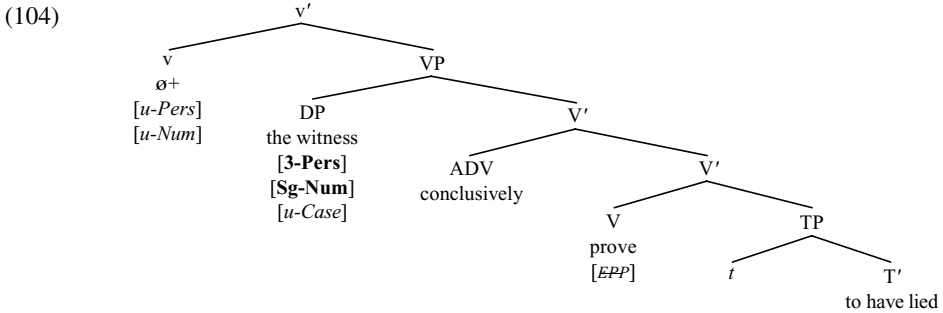 (104)
v′
v VP
ø+
[u-Pers] DP V′
[u-Num] the witness
[3-Pers] ADV V′
[Sg-Num] conclusively
[u-Case] V TP
prove
[EPP] t T′
to have lied